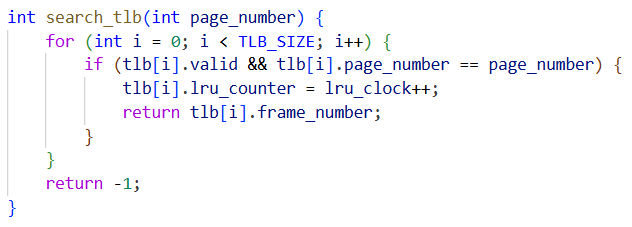 int search_tlb(int page_number) {
    for (int i = 0; i < TLB_SIZE; i++) {
        if (tlb[i].valid && tlb[i].page_number == page_number) {
            tlb[i].lru_counter = lru_clock++;
            return tlb[i].frame_number;
        }
    }
    return -1;
}